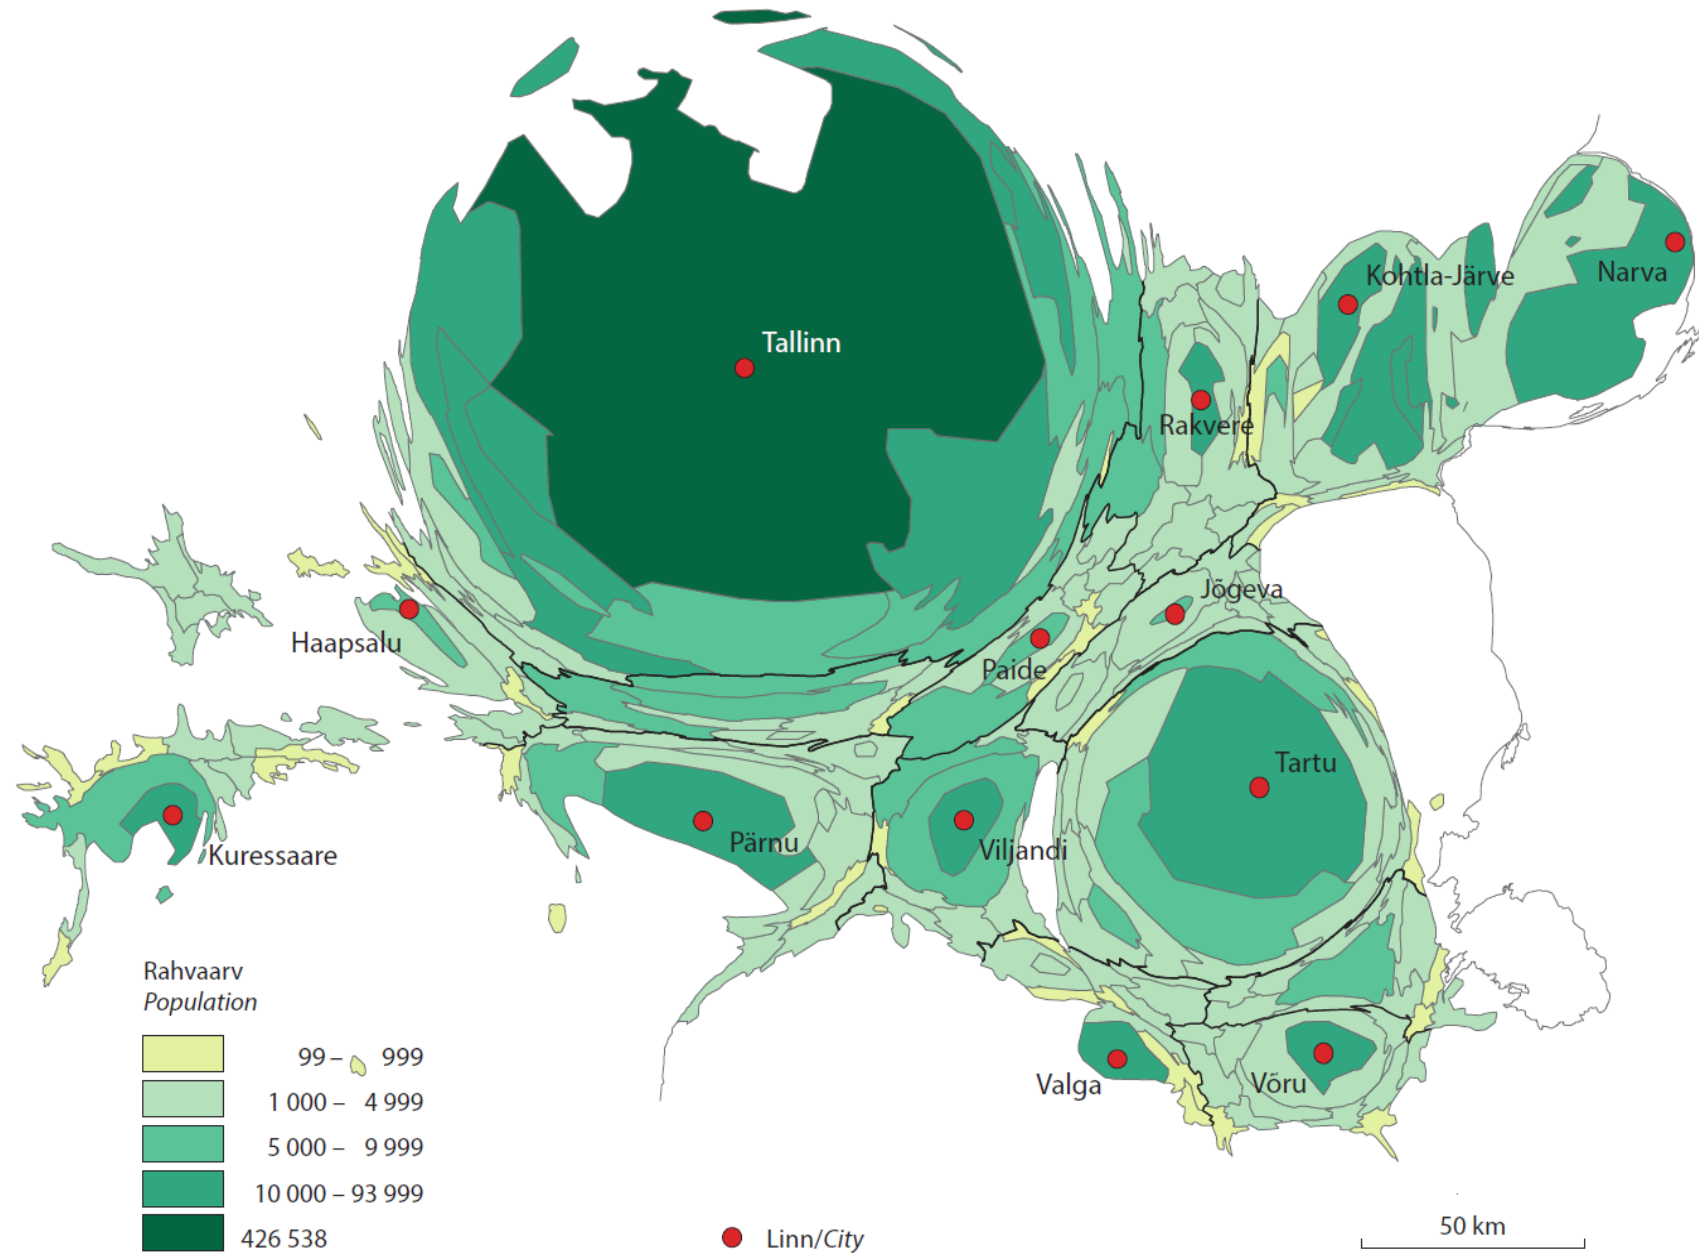 Tallinn
Kohtla-Järve
Narva
Rakvere
Jõgeva
Haapsalu
Paide
Tartu
Pärnu
Viljandi
Kuressaare
Valga
Võru
Rahvaarv
Population
99 – 999
1 000 – 4 999
5 000 – 9 999
10 000 – 93 999
426 538
Linn/City
50 km